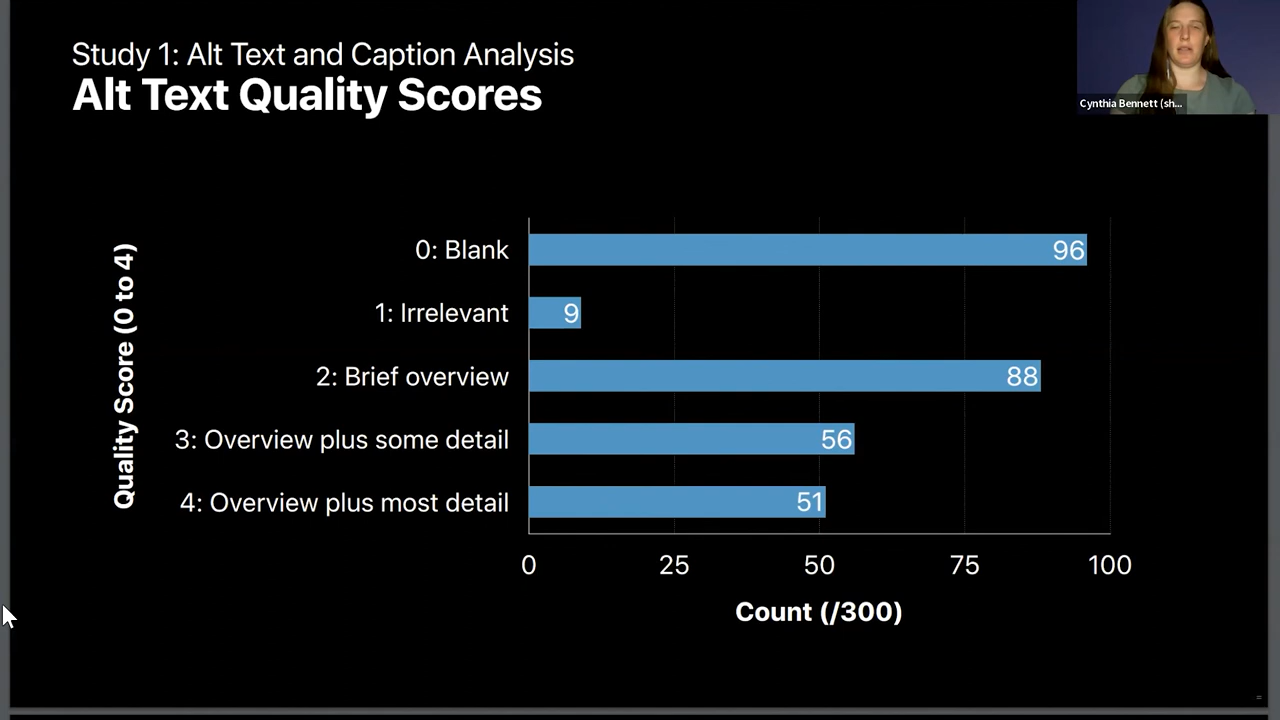 Study 1: Alt Text and Caption Analysis
Alt Text Quality Scores
Cynthia Bennett (sh...
Quality Score (0 to 4)
0: Blank
96
1: Irrelevant
9
2: Brief overview
88
3: Overview plus some detail
56
4: Overview plus most detail
51
0 25 50 75 100
Count (/300)